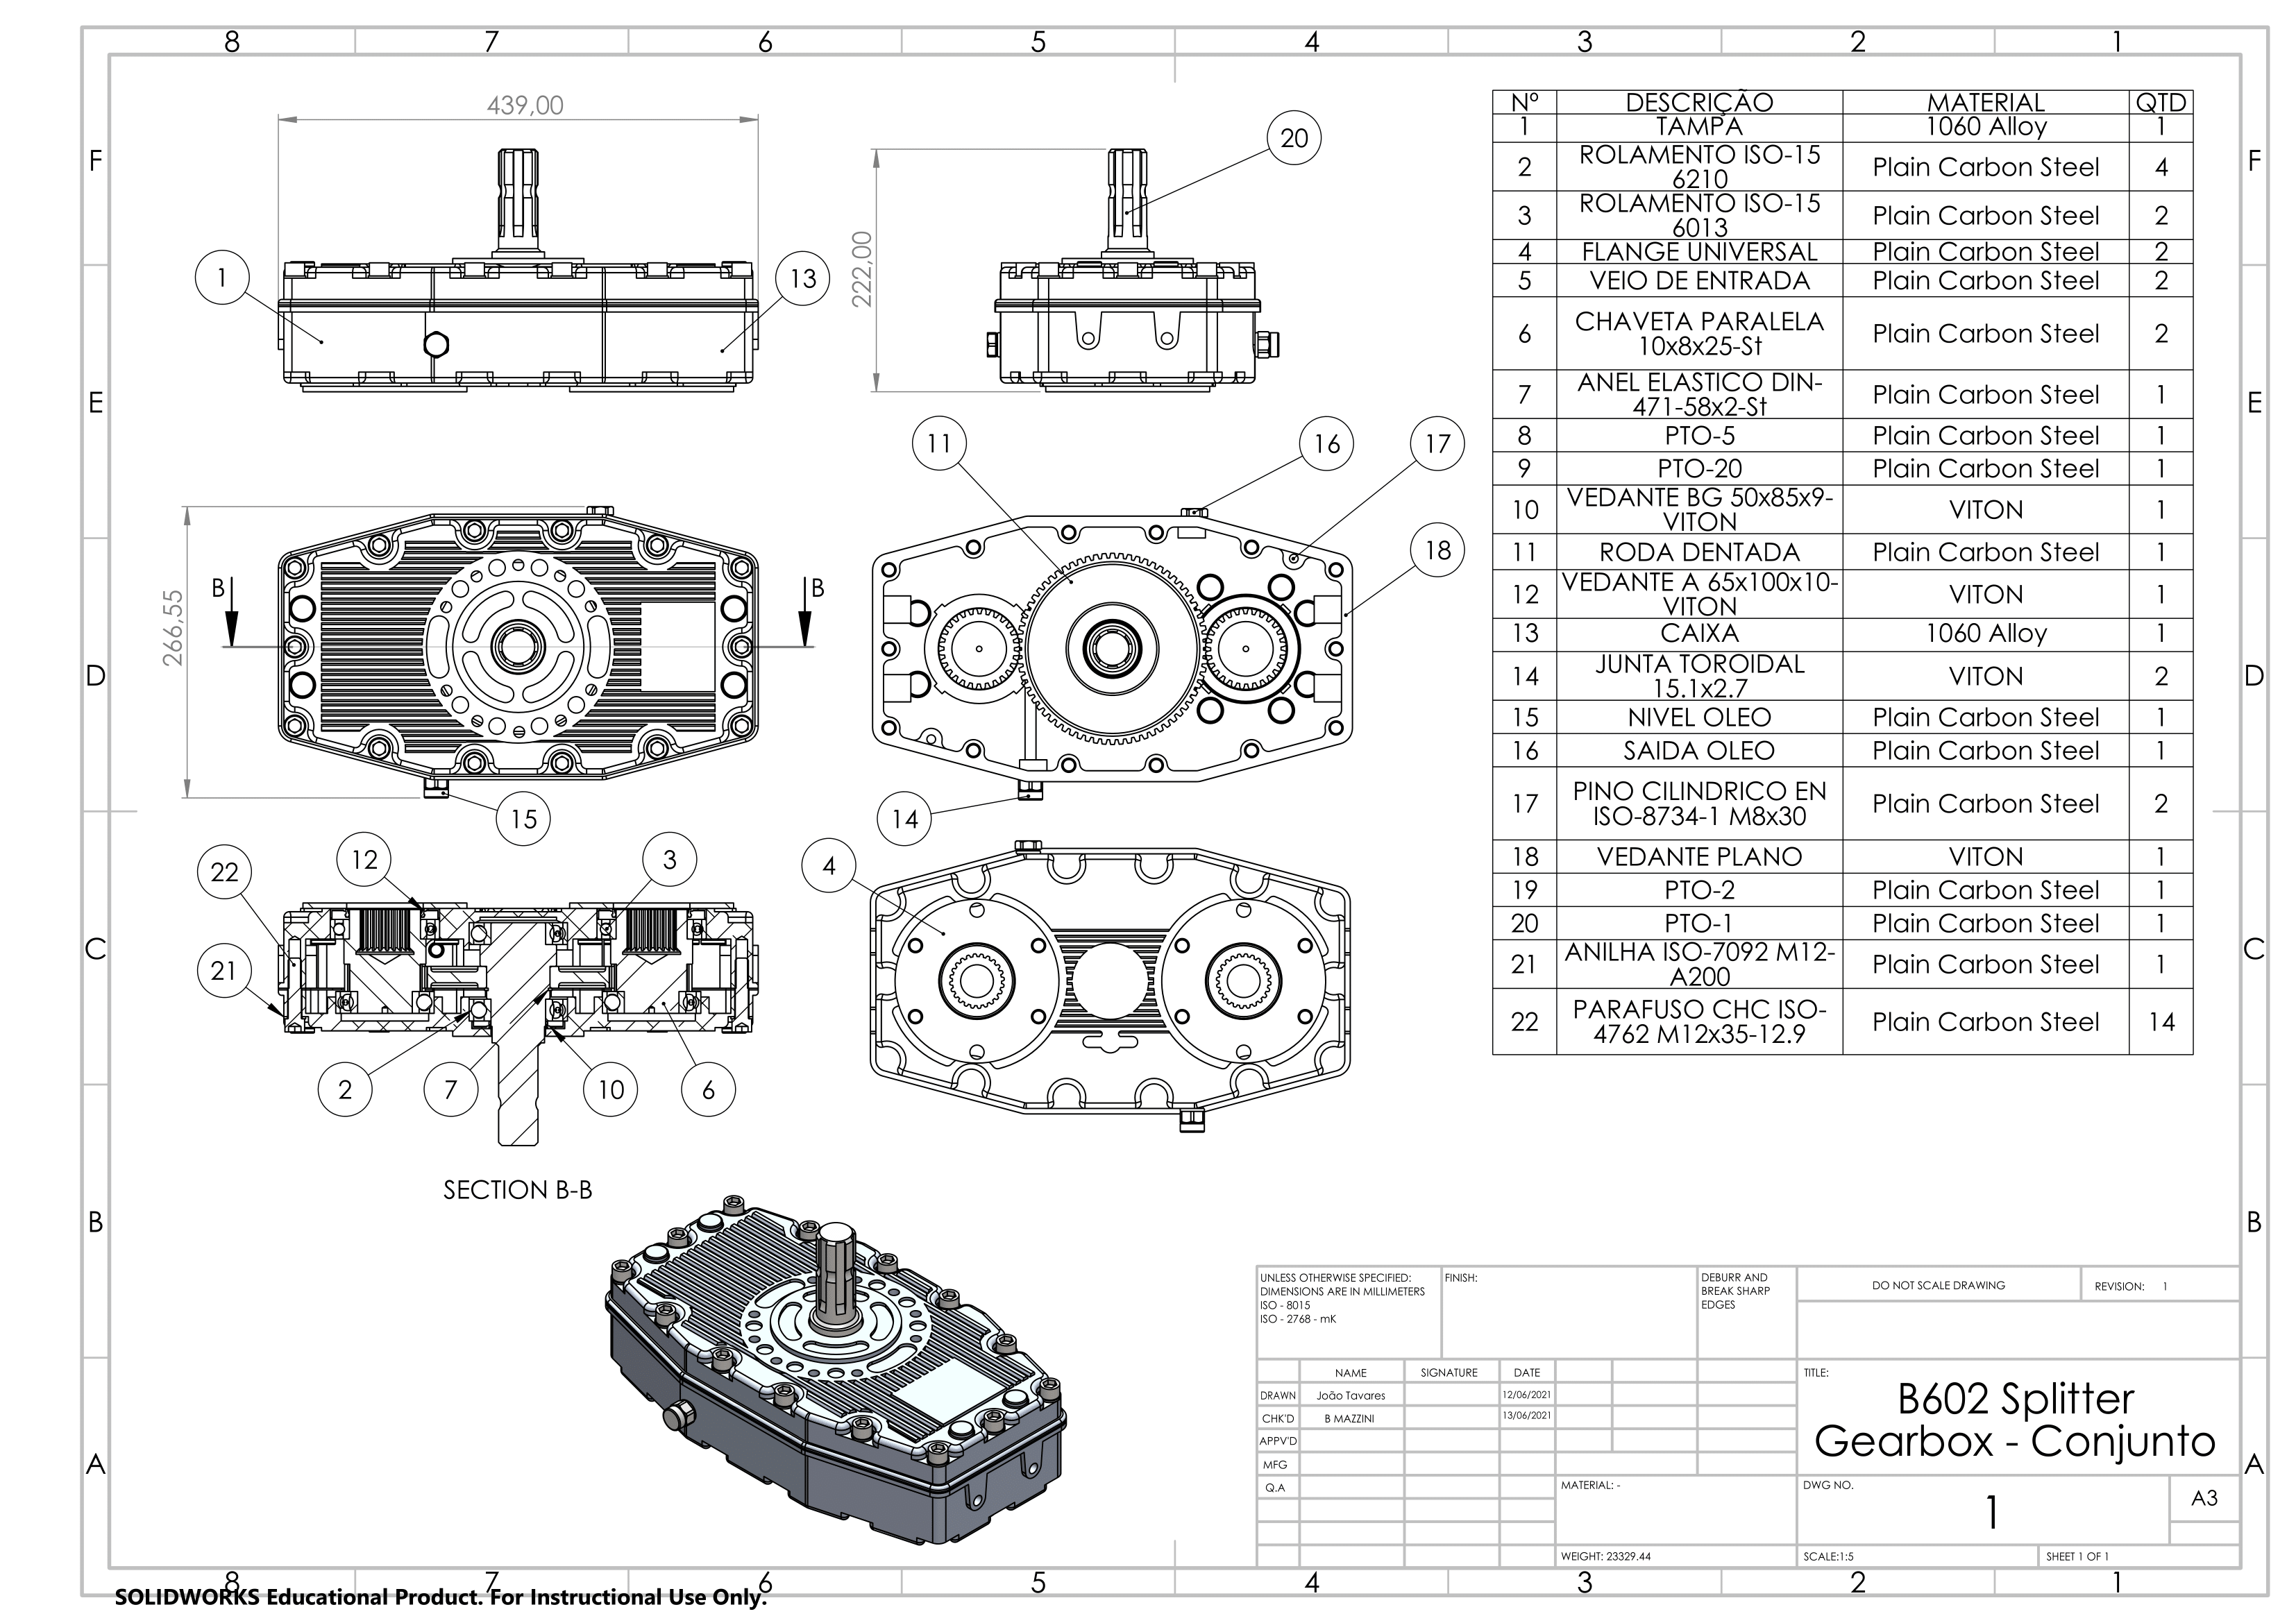 8 7 6 5 4 3 2 1
F
E
D
C
B
A
439,00
222,00
20
1
13
266,55
B
B
15
11
16
17
18
14
22
12
3
21
2
7
10
6
4
SECTION B-B
Nº DESCRIÇÃO MATERIAL QTD
1 TAMPA 1060 Alloy 1
2 ROLAMENTO ISO-15
6210 Plain Carbon Steel 4
3 ROLAMENTO ISO-15
6013 Plain Carbon Steel 2
4 FLANGE UNIVERSAL Plain Carbon Steel 2
5 VEIO DE ENTRADA Plain Carbon Steel 2
6 CHAVETA PARALELA
10x8x25-St Plain Carbon Steel 2
7 ANEL ELASTICO DIN-
471-58x2-St Plain Carbon Steel 1
8 PTO-5 Plain Carbon Steel 1
9 PTO-20 Plain Carbon Steel 1
10 VEDANTE BG 50x85x9-
VITON VITON 1
11 RODA DENTADA Plain Carbon Steel 1
12 VEDANTE A 65x100x10-
VITON VITON 1
13 CAIXA 1060 Alloy 1
14 JUNTA TOROIDAL
15.1x2.7 VITON 2
15 NIVEL OLEO Plain Carbon Steel 1
16 SAIDA OLEO Plain Carbon Steel 1
17 PINO CILINDRICO EN
ISO-8734-1 M8x30 Plain Carbon Steel 2
18 VEDANTE PLANO VITON 1
19 PTO-2 Plain Carbon Steel 1
20 PTO-1 Plain Carbon Steel 1
21 ANILHA ISO-7092 M12-
A200 Plain Carbon Steel 1
22 PARAFUSO CHC ISO-
4762 M12x35-12.9 Plain Carbon Steel 14
F
E
D
C
B
A
UNLESS OTHERWISE SPECIFIED:
DIMENSIONS ARE IN MILLIMETERS
ISO - 8015
ISO - 2768 - mK
FINISH:
DEBURR AND
BREAK SHARP
EDGES
DO NOT SCALE DRAWING
REVISION: 1
NAME SIGNATURE DATE
DRAWN João Tavares 12/06/2021
CHK'D B MAZZINI 13/06/2021
APPV'D
MFG
Q.A
TITLE:
B602 Splitter
Gearbox - Conjunto
MATERIAL: -
DWG NO.
1
A3
WEIGHT: 23329.44
SCALE:1:5
SHEET 1 OF 1
8 7 6 5 4 3 2 1
SOLIDWORKS Educational Product. For Instructional Use Only.